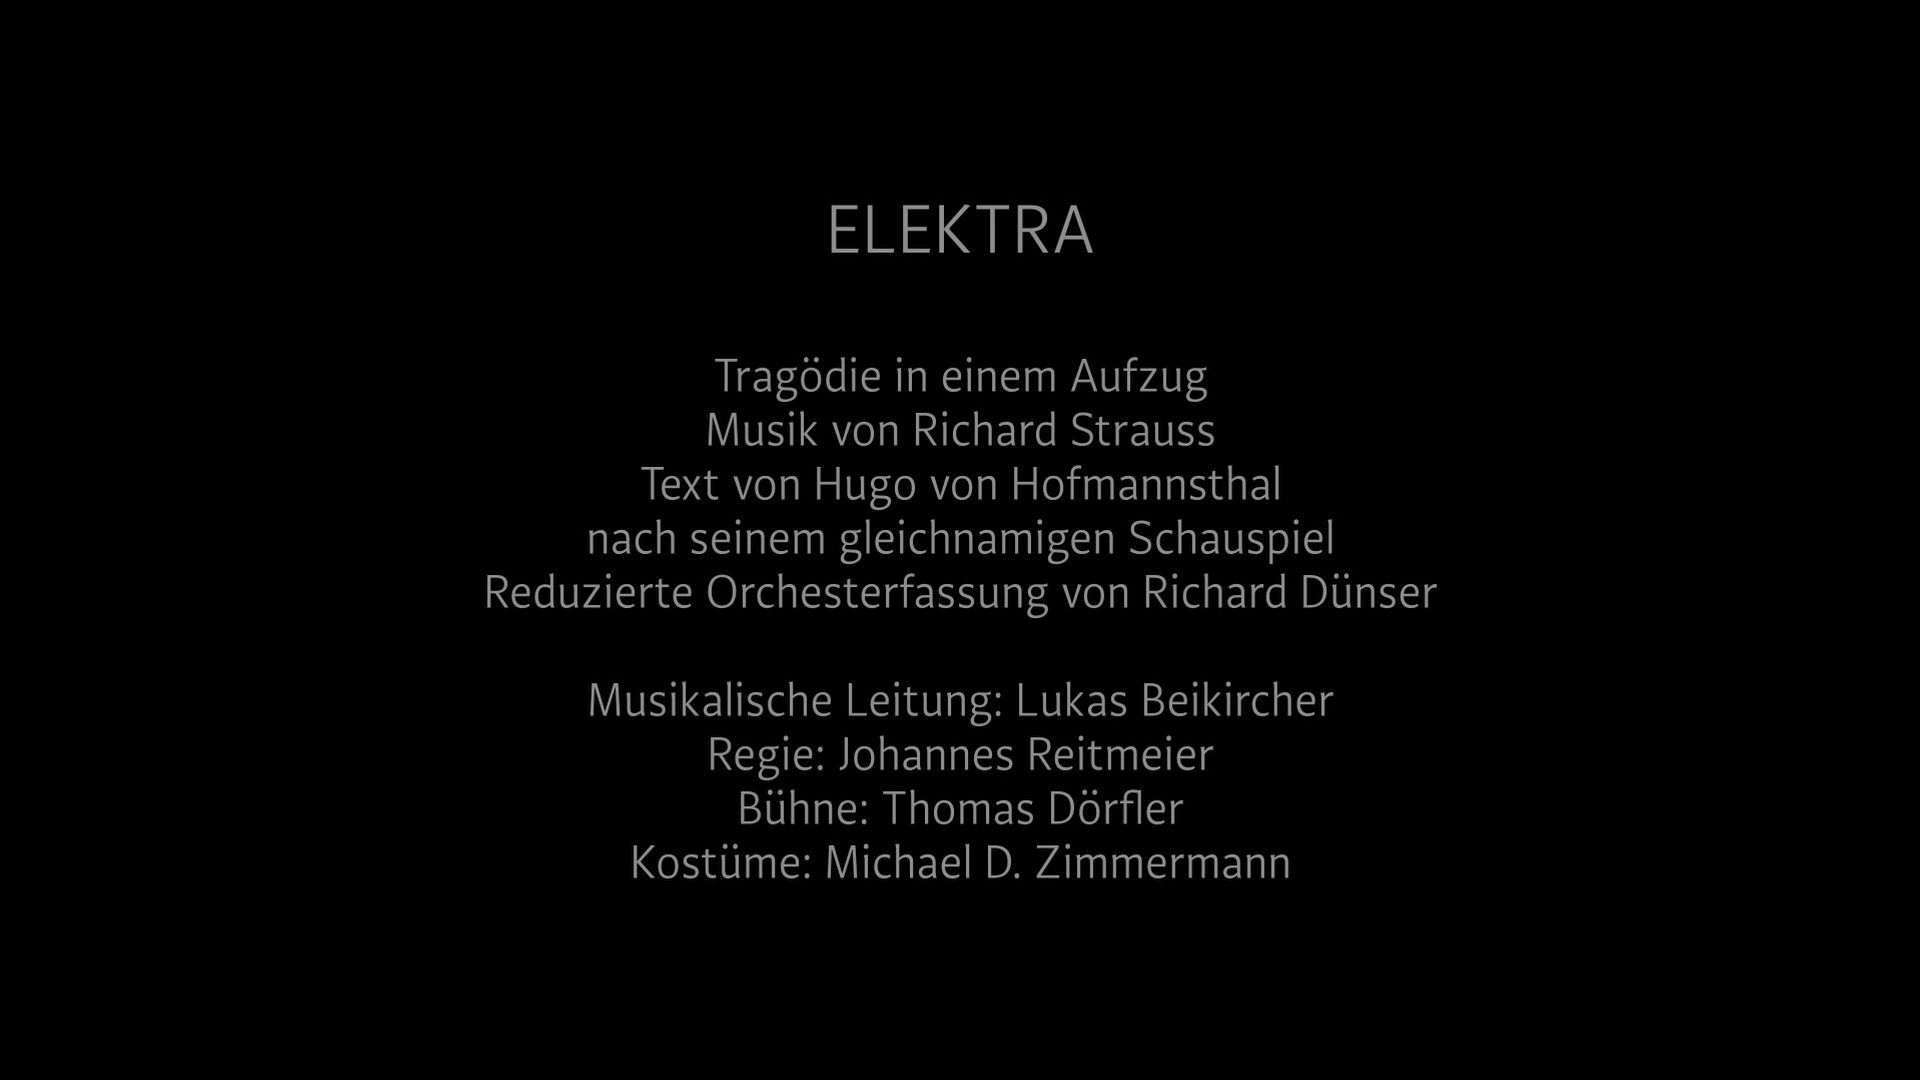 ELEKTRA
Tragödie in einem Aufzug
Musik von Richard Strauss
Text von Hugo von Hofmannsthal
nach seinem gleichnamigen Schauspiel
Reduzierte Orchesterfassung von Richard Dünser
Musikalische Leitung: Lukas Beikircher
Regie: Johannes Reitmeier
Bühne: Thomas Dörfler
Kostüme: Michael D. Zimmermann